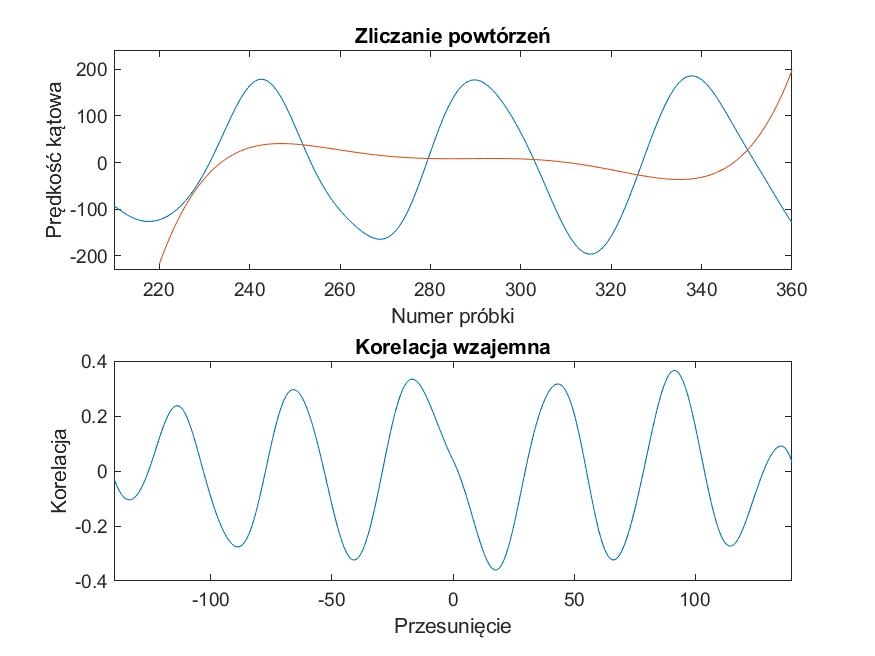 Zliczanie powtórzeń
Prędkość kątowa
200
100
0
-100
-200
220 240 260 280 300 320 340 360
Numer próbki
Korelacja wzajemna
Korelacja
0.4
0.2
0
-0.2
-0.4
-100 -50 0 50 100
Przesunięcie